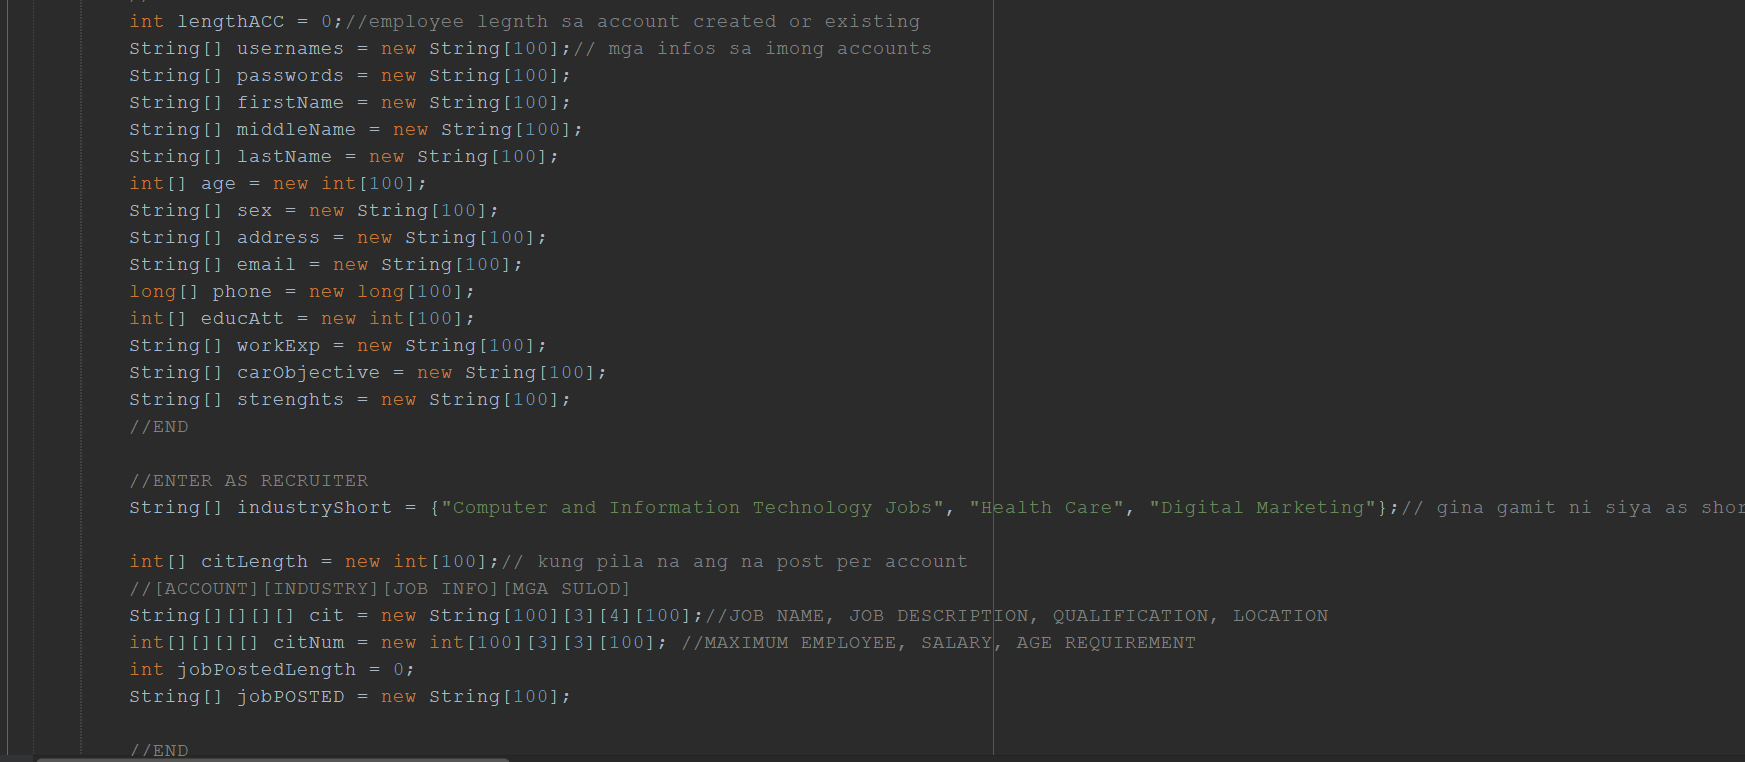 int lengthACC = 0;//employee legnth sa account created or existing
String[] usernames = new String[100];// mga infos sa imong accounts
String[] passwords = new String[100];
String[] firstName = new String[100];
String[] middleName = new String[100];
String[] lastName = new String[100];
int[] age = new int[100];
String[] sex = new String[100];
String[] address = new String[100];
String[] email = new String[100];
long[] phone = new long[100];
int[] educAtt = new int[100];
String[] workExp = new String[100];
String[] carObjective = new String[100];
String[] strenghts = new String[100];
//END
//ENTER AS RECRUITER
String[] industryShort = {"Computer and Information Technology Jobs", "Health Care", "Digital Marketing"};// gina gamit ni siya as
int[] citLength = new int[100];// kung pila na ang na post per account
//[ACCOUNT][INDUSTRY][JOB INFO][MGA SULOD]
String[][][][] cit = new String[100][3][4][100];//JOB NAME, JOB DESCRIPTION, QUALIFICATION, LOCATION
int[][][][] citNum = new int[100][3][3][100]; //MAXIMUM EMPLOYEE, SALARY, AGE REQUIREMENT
int jobPostedLength = 0;
String[] jobPOSTED = new String[100];
//END